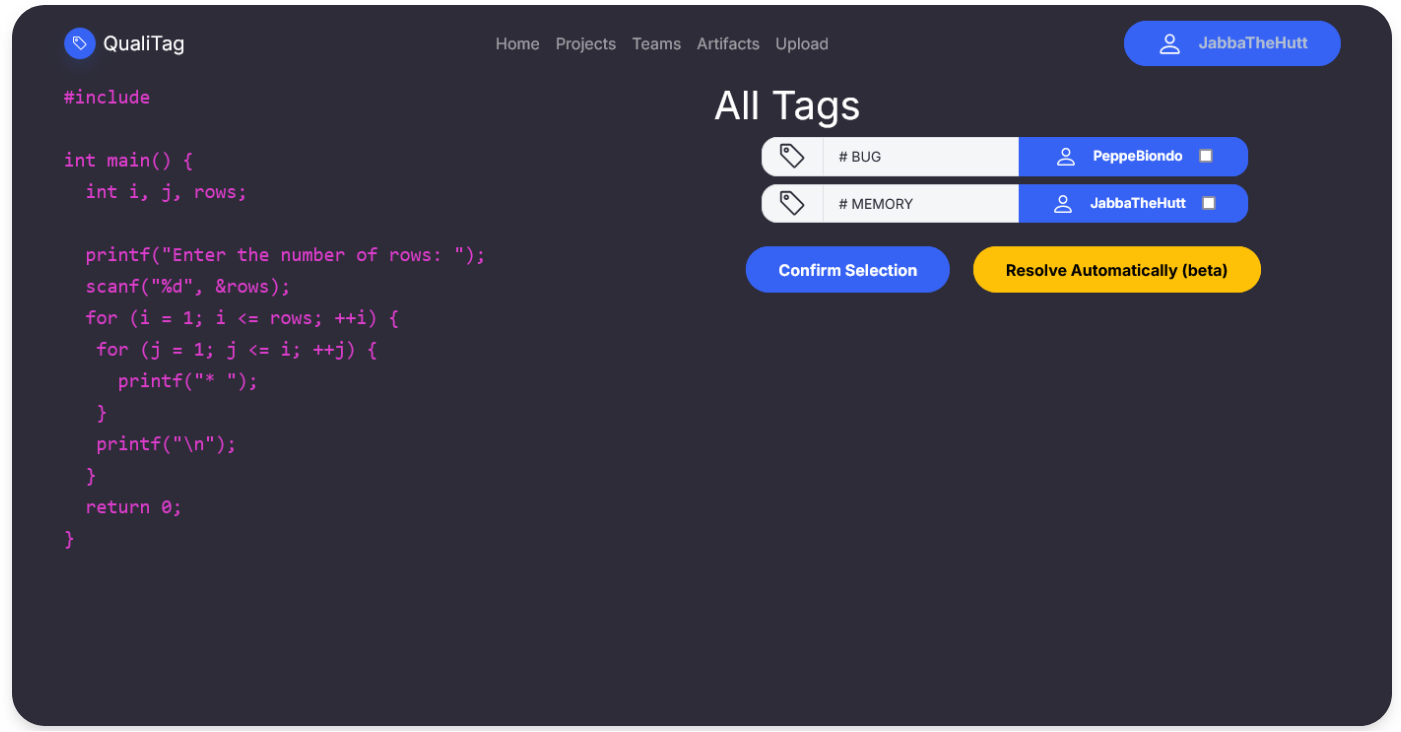 QualiTag
Home Projects Teams Artifacts Upload
JabbaTheHutt
#include
int main() {
int i, j, rows;
printf("Enter the number of rows: ");
scanf("%d", &rows);
for (i = 1; i <= rows; ++i) {
for (j = 1; j <= i; ++j) {
printf("* ");
}
printf("\n");
}
return 0;
}
All Tags
# BUG PeppeBiondo
# MEMORY JabbaTheHutt
Confirm Selection Resolve Automatically (beta)